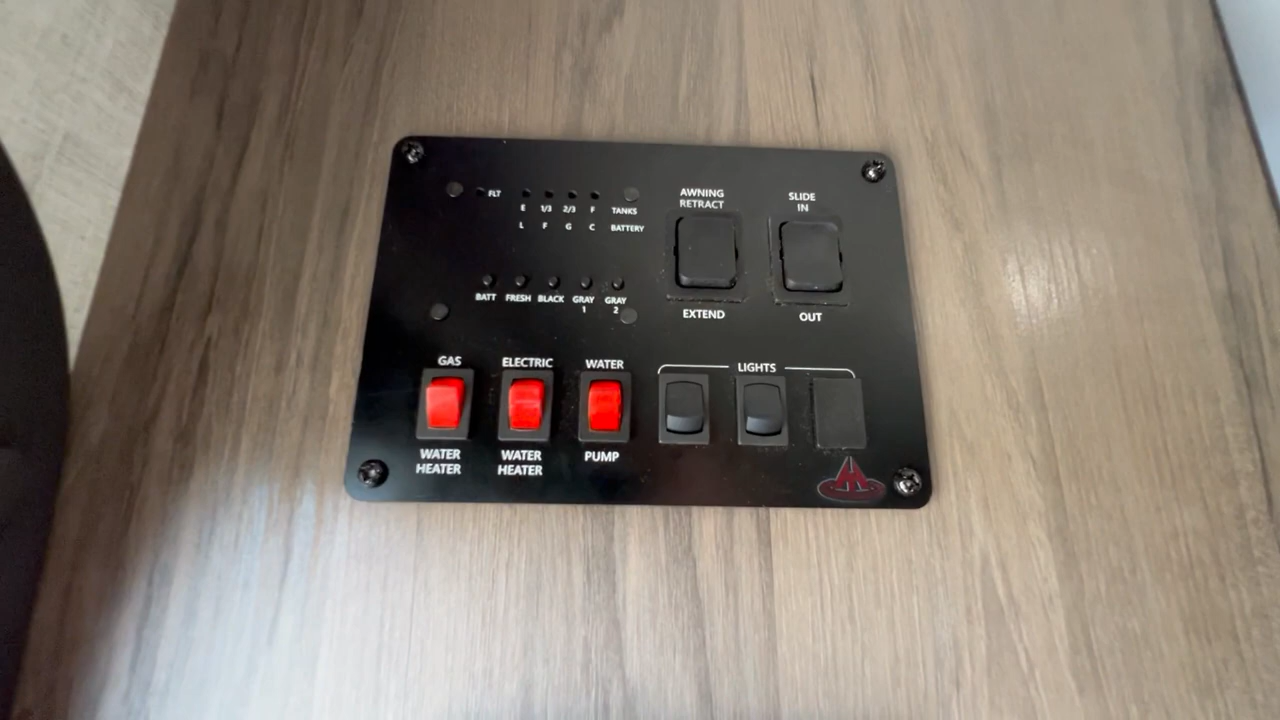 AWNING
RETRACT
SLIDE
IN
FLT
E 1/3 2/3 F TANKS
L F G C BATTERY
BATT FRESH BLACK GRAY 1 GRAY 2
EXTEND
OUT
GAS
WATER
HEATER
ELECTRIC
WATER
HEATER
WATER
PUMP
LIGHTS